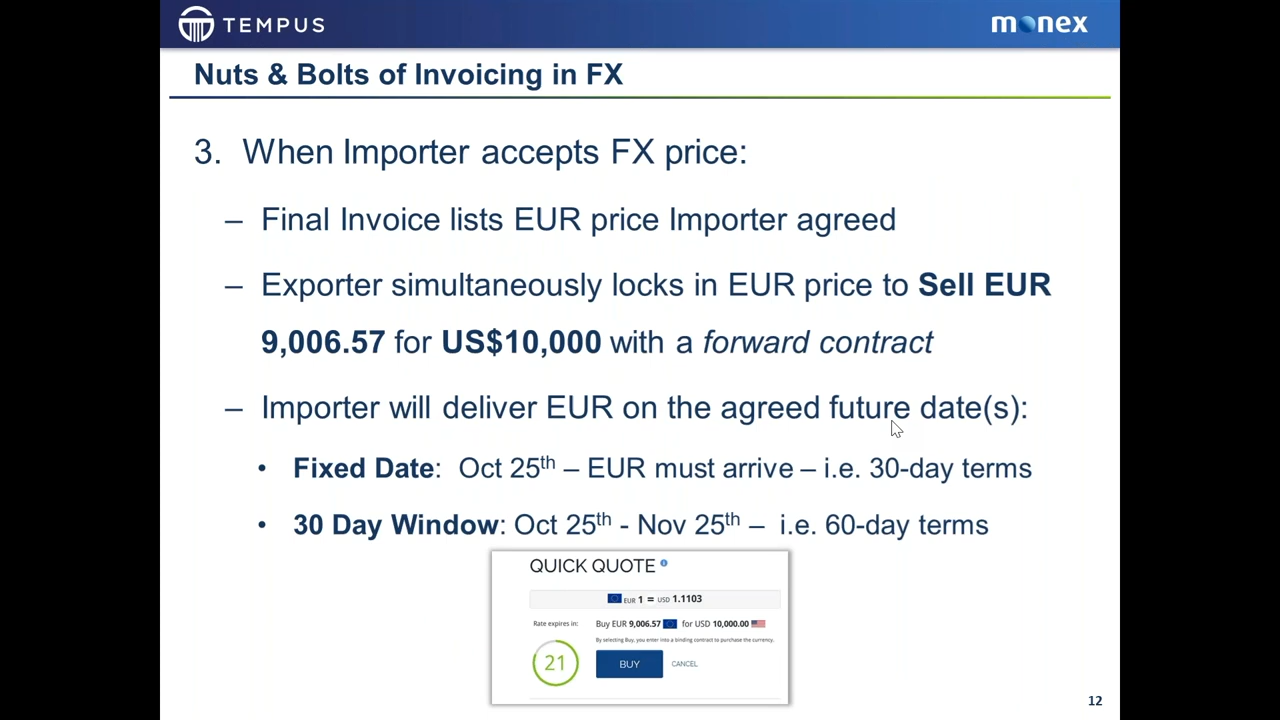 TEMPUS
monex
Nuts & Bolts of Invoicing in FX
3. When Importer accepts FX price:
– Final Invoice lists EUR price Importer agreed
– Exporter simultaneously locks in EUR price to Sell EUR
9,006.57 for US$10,000 with a forward contract
– Importer will deliver EUR on the agreed future date(s):
• Fixed Date: Oct 25th – EUR must arrive – i.e. 30-day terms
• 30 Day Window: Oct 25th - Nov 25th – i.e. 60-day terms
QUICK QUOTE
EUR 1 = USD 1.1103
Rate expires in:
Buy EUR 9,006.57 for USD 10,000.00
By selecting Buy, you enter into a binding contract to purchase the currency.
21
BUY
CANCEL
12